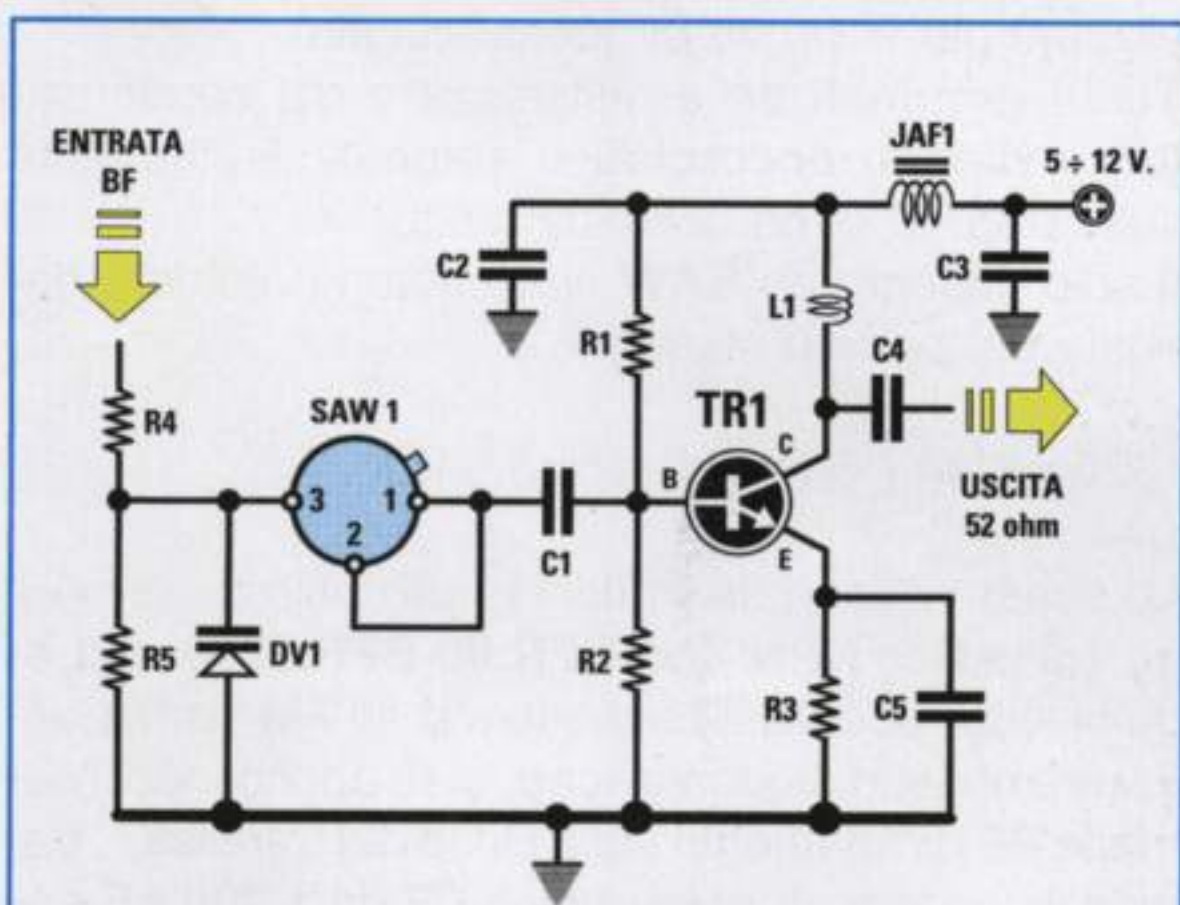 ENTRATA
BF
JAF1
5 ÷ 12 V.
C2
C3
L1
R1
C4
R4
SAW 1
TR1
C
B
3
1
2
USCITA
52 ohm
C1
E
R5
DV1
R2
R3
C5